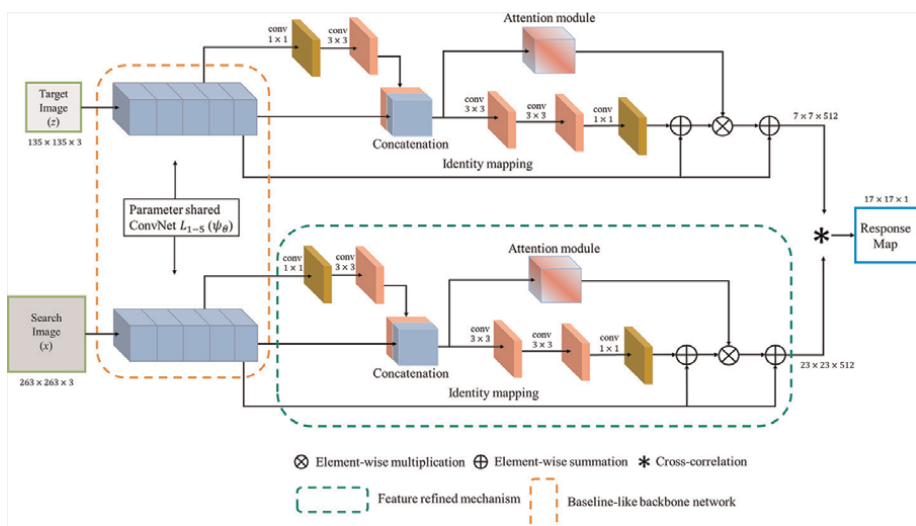 Attention module
conv
1 × 1
conv
3 × 3
Target
Image
(z)
135 × 135 × 3
conv
3 × 3
conv
3 × 3
conv
1 × 1
7 × 7 × 512
Concatenation
Identity mapping
Parameter shared
ConvNet L₁₋₅ (ψ_θ)
17 × 17 × 1
Response
Map
*
Attention module
conv
1 × 1
conv
3 × 3
Search
Image
(x)
263 × 263 × 3
conv
3 × 3
conv
3 × 3
conv
1 × 1
23 × 23 × 512
Concatenation
Identity mapping
⊗ Element-wise multiplication ⊕ Element-wise summation * Cross-correlation
Feature refined mechanism Baseline-like backbone network